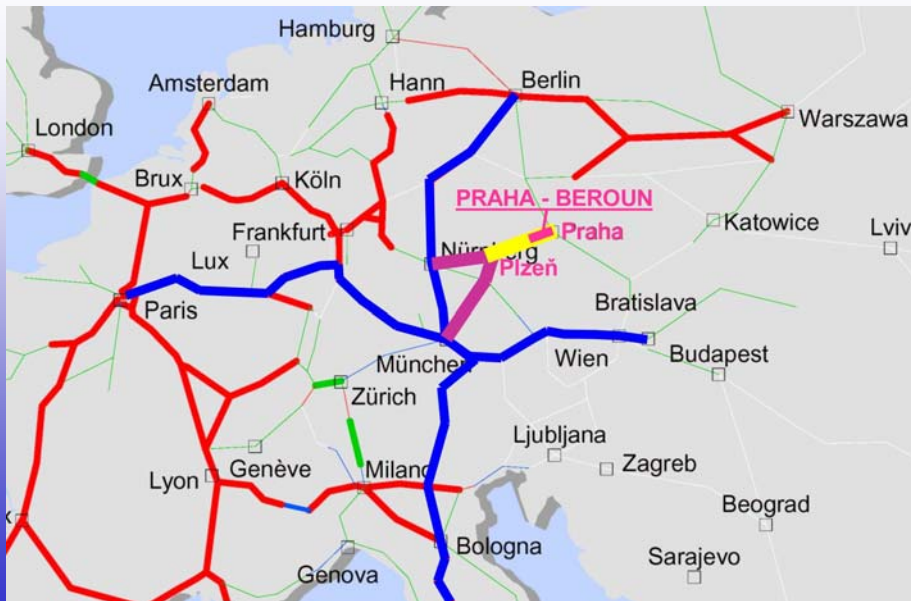 Hamburg
Amsterdam
Hann
Berlin
Warszawa
London
Brux
Köln
PRAHA - BEROUN
Katowice
Frankfurt
Praha
Lviv
Lux
Nürnberg
Plzeň
Paris
Bratislava
München
Wien
Budapest
Zürich
Ljubljana
Genève
Milano
Zagreb
Lyon
Beograd
x
Bologna
Genova
Sarajevo